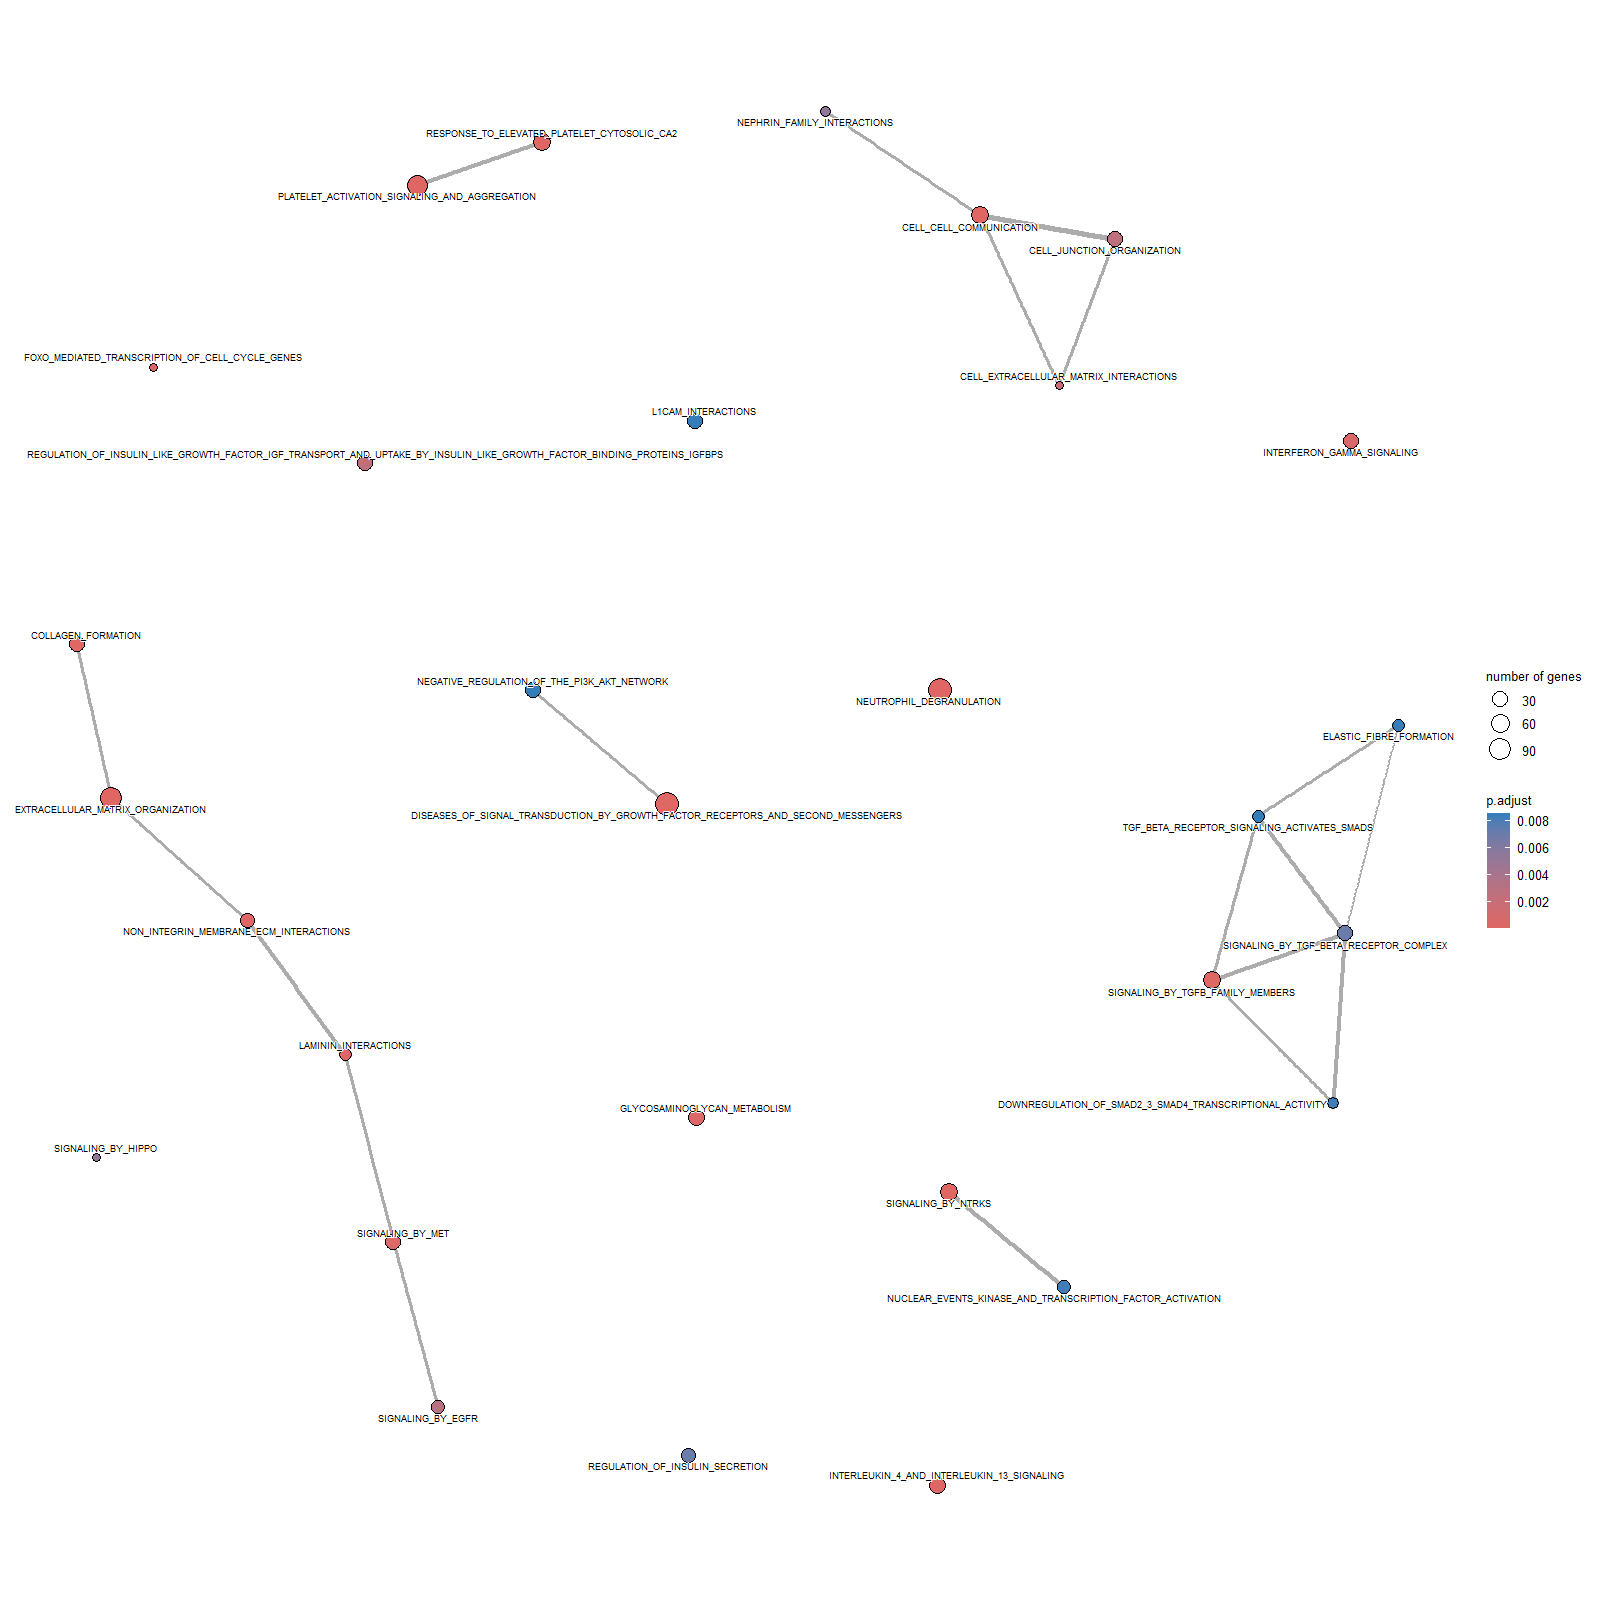 NEPHRIN_FAMILY_INTERACTIONS
RESPONSE_TO_ELEVATED_PLATELET_CYTOSOLIC_CA2
PLATELET_ACTIVATION_SIGNALING_AND_AGGREGATION
CELL_CELL_COMMUNICATION
CELL_JUNCTION_ORGANIZATION
FOXO_MEDIATED_TRANSCRIPTION_OF_CELL_CYCLE_GENES
CELL_EXTRACELLULAR_MATRIX_INTERACTIONS
L1CAM_INTERACTIONS
INTERFERON_GAMMA_SIGNALING
REGULATION_OF_INSULIN_LIKE_GROWTH_FACTOR_IGF_TRANSPORT_AND_UPTAKE_BY_INSULIN_LIKE_GROWTH_FACTOR_BINDING_PROTEINS_IGFBPS
COLLAGEN_FORMATION
NEGATIVE_REGULATION_OF_THE_PI3K_AKT_NETWORK
NEUTROPHIL_DEGRANULATION
ELASTIC_FIBRE_FORMATION
EXTRACELLULAR_MATRIX_ORGANIZATION
DISEASES_OF_SIGNAL_TRANSDUCTION_BY_GROWTH_FACTOR_RECEPTORS_AND_SECOND_MESSENGERS
TGF_BETA_RECEPTOR_SIGNALING_ACTIVATES_SMADS
NON_INTEGRIN_MEMBRANE_ECM_INTERACTIONS
SIGNALING_BY_TGF_BETA_RECEPTOR_COMPLEX
SIGNALING_BY_TGFB_FAMILY_MEMBERS
LAMININ_INTERACTIONS
DOWNREGULATION_OF_SMAD2_3_SMAD4_TRANSCRIPTIONAL_ACTIVITY
GLYCOSAMINOGLYCAN_METABOLISM
SIGNALING_BY_HIPPO
SIGNALING_BY_NTRKS
SIGNALING_BY_MET
NUCLEAR_EVENTS_KINASE_AND_TRANSCRIPTION_FACTOR_ACTIVATION
SIGNALING_BY_EGFR
REGULATION_OF_INSULIN_SECRETION
INTERLEUKIN_4_AND_INTERLEUKIN_13_SIGNALING
number of genes
30
60
90
p.adjust
0.008
0.006
0.004
0.002